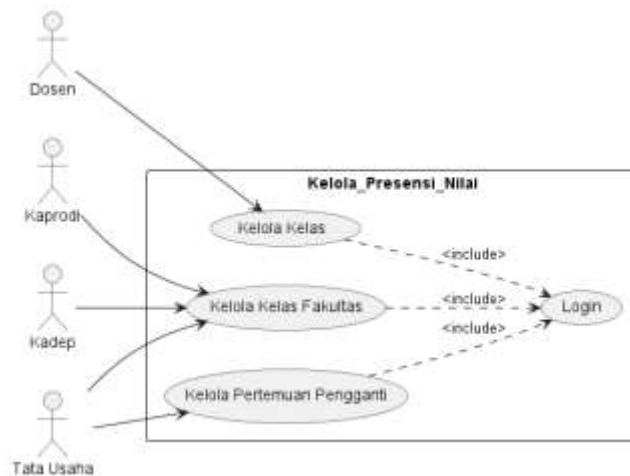 Dosen
Kaprodi
Kadep
Tata Usaha
Kelola_Presensi_Nilai
Kelola Kelas
<include>
Kelola Kelas Fakultas
<include>
Login
<include>
Kelola Pertemuan Pengganti